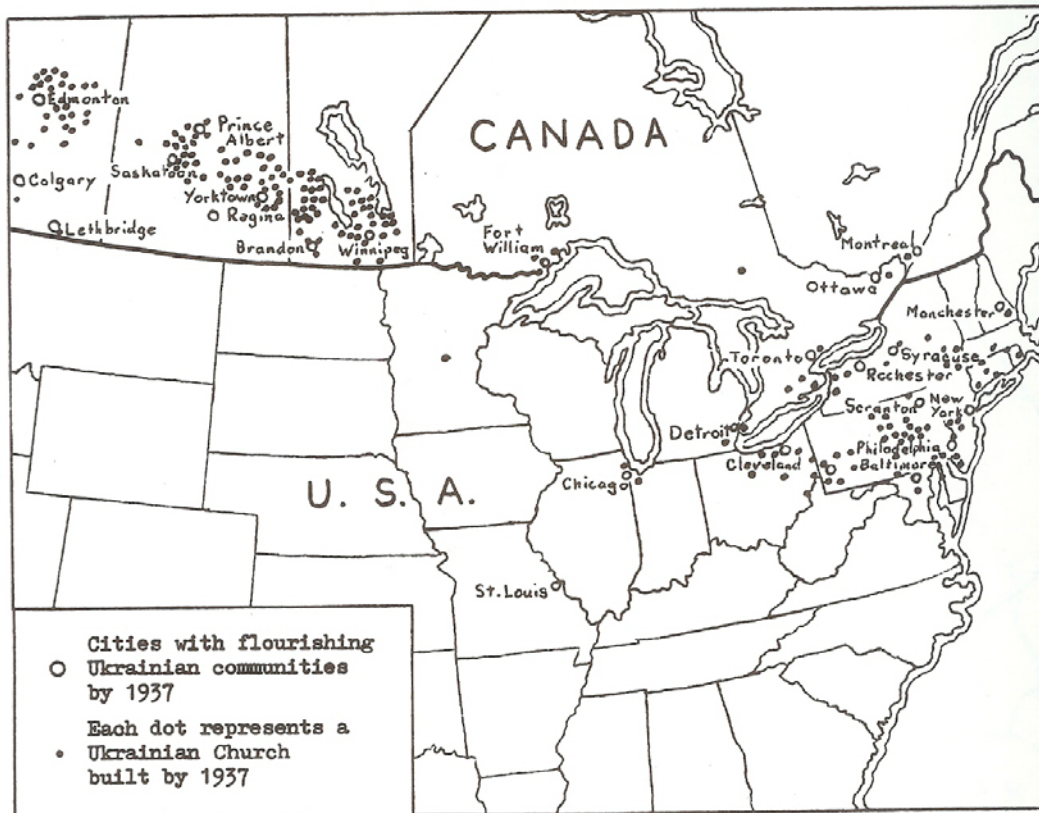 CANADA
Edmonton
Prince
Albert
Saskatoon
Calgary
Yorktown
Regina
Lethbridge
Brandon
Winnipeg
Fort
William
Montreal
Ottawa
Manchester
Toronto
Syracuse
Rochester
Scranton
New
York
Detroit
Philadelphia
Cleveland
Baltimore
Chicago
U. S. A.
St. Louis
Cities with flourishing
Ukrainian communities
by 1937
Each dot represents a
Ukrainian Church
built by 1937